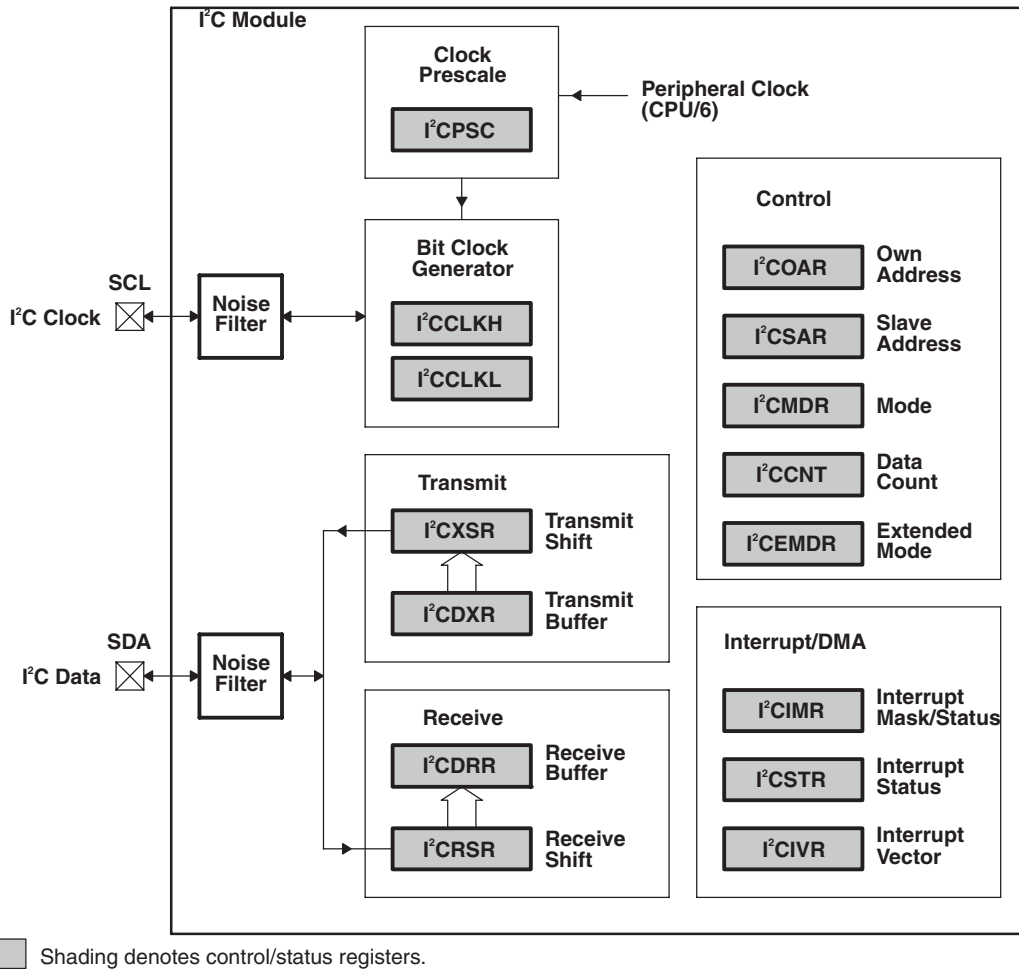 I²C Module
Clock
Prescale
I²CPSC
Peripheral Clock
(CPU/6)
Bit Clock
Generator
I²CCLKH
I²CCLKL
SCL
I²C Clock
Noise
Filter
Control
I²COAR
Own
Address
I²CSAR
Slave
Address
I²CMDR
Mode
I²CCNT
Data
Count
I²CEMDR
Extended
Mode
Transmit
I²CXSR
Transmit
Shift
I²CDXR
Transmit
Buffer
SDA
I²C Data
Noise
Filter
Receive
I²CDRR
Receive
Buffer
I²CRSR
Receive
Shift
Interrupt/DMA
I²CIMR
Interrupt
Mask/Status
I²CSTR
Interrupt
Status
I²CIVR
Interrupt
Vector
Shading denotes control/status registers.